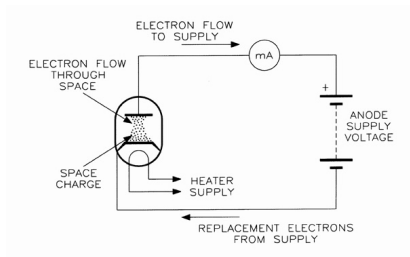 ELECTRON FLOW
TO SUPPLY
mA
ELECTRON FLOW
THROUGH
SPACE
+
ANODE
SUPPLY
VOLTAGE
SPACE
CHARGE
HEATER
SUPPLY
REPLACEMENT ELECTRONS
FROM SUPPLY